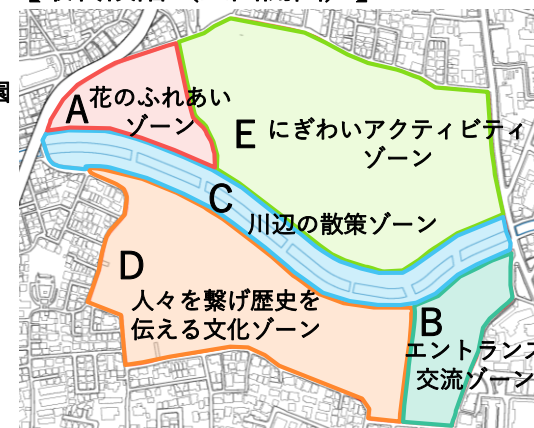 園
A 花のふれあい
ゾーン
E にぎわいアクティビティ
ゾーン
C
川辺の散策ゾーン
D
人々を繋げ歴史を
伝える文化ゾーン
B
エントランス
交流ゾーン